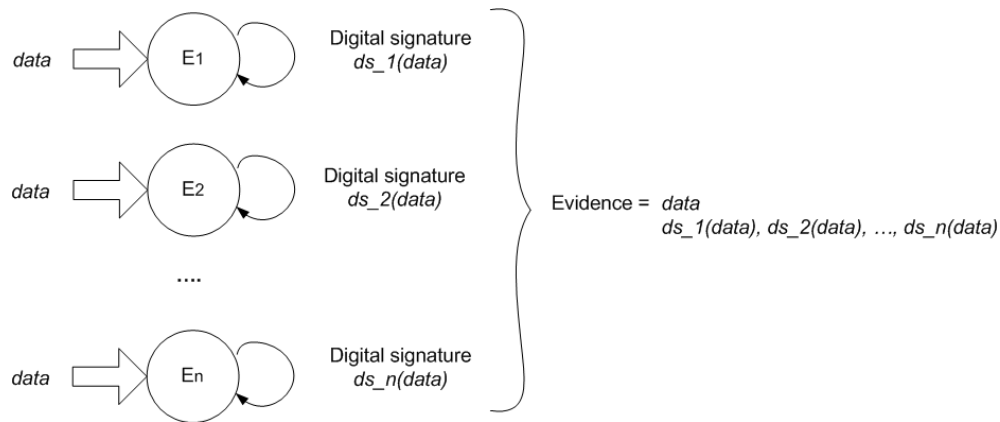 data
E1
Digital signature
ds_1(data)
data
E2
Digital signature
ds_2(data)
Evidence = data
ds_1(data), ds_2(data), …, ds_n(data)
....
data
En
Digital signature
ds_n(data)